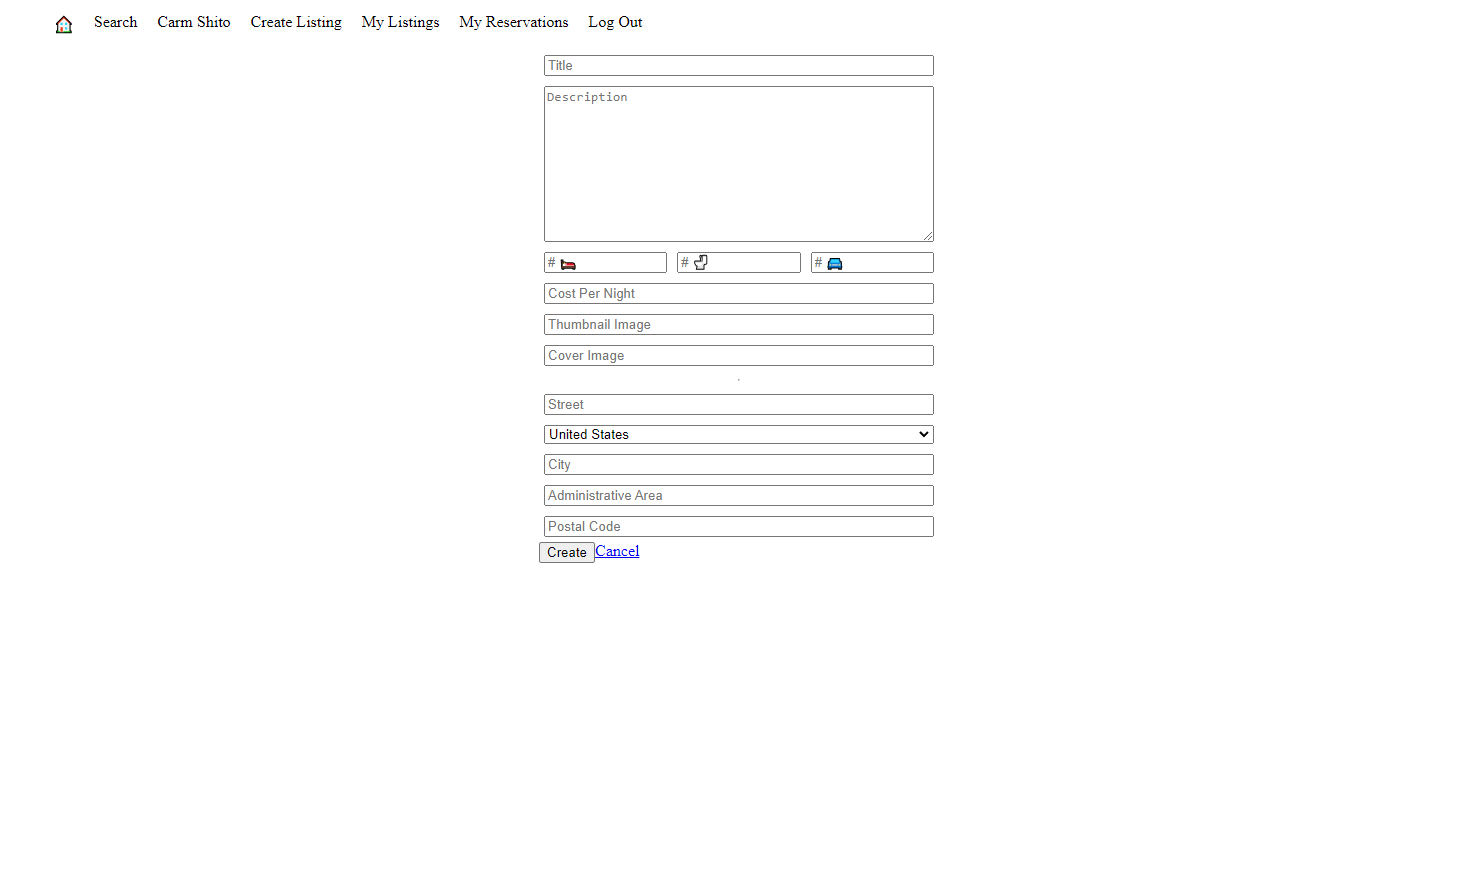 Search Carm Shito Create Listing My Listings My Reservations Log Out
Title
Description
# # #
Cost Per Night
Thumbnail Image
Cover Image
Street
United States
City
Administrative Area
Postal Code
Create Cancel